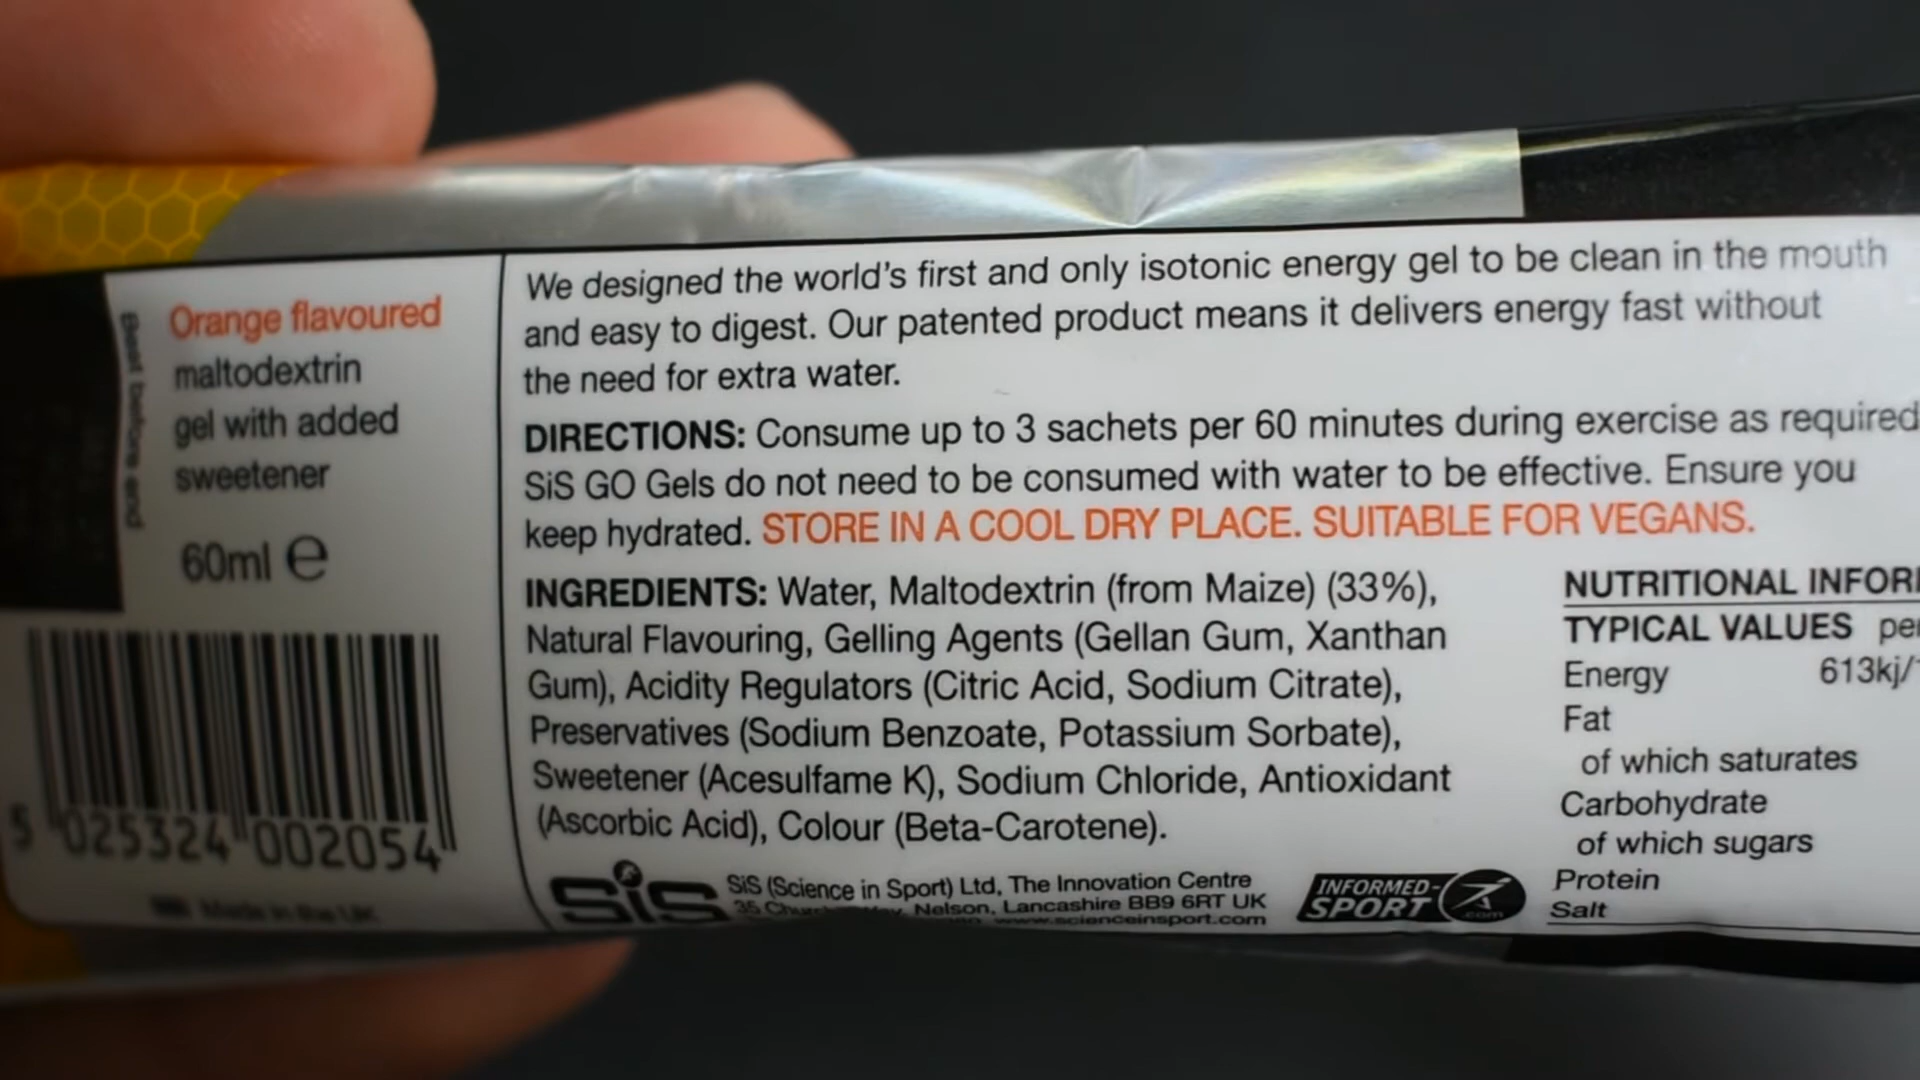 Best before end
Orange flavoured
maltodextrin
gel with added
sweetener
60ml e
5 025324 002054
Made in the UK
We designed the world's first and only isotonic energy gel to be clean in the mouth
and easy to digest. Our patented product means it delivers energy fast without
the need for extra water.
DIRECTIONS: Consume up to 3 sachets per 60 minutes during exercise as required
SiS GO Gels do not need to be consumed with water to be effective. Ensure you
keep hydrated. STORE IN A COOL DRY PLACE. SUITABLE FOR VEGANS.
INGREDIENTS: Water, Maltodextrin (from Maize) (33%),
Natural Flavouring, Gelling Agents (Gellan Gum, Xanthan
Gum), Acidity Regulators (Citric Acid, Sodium Citrate),
Preservatives (Sodium Benzoate, Potassium Sorbate),
Sweetener (Acesulfame K), Sodium Chloride, Antioxidant
(Ascorbic Acid), Colour (Beta-Carotene).
SiS
SiS (Science in Sport) Ltd, The Innovation Centre
35 Nelson, Lancashire BB9 6RT UK
www.scienceinsport.com
INFORMED-
SPORT
.com
NUTRITIONAL INFOR
TYPICAL VALUES per
Energy 613kj/
Fat
of which saturates
Carbohydrate
of which sugars
Protein
Salt